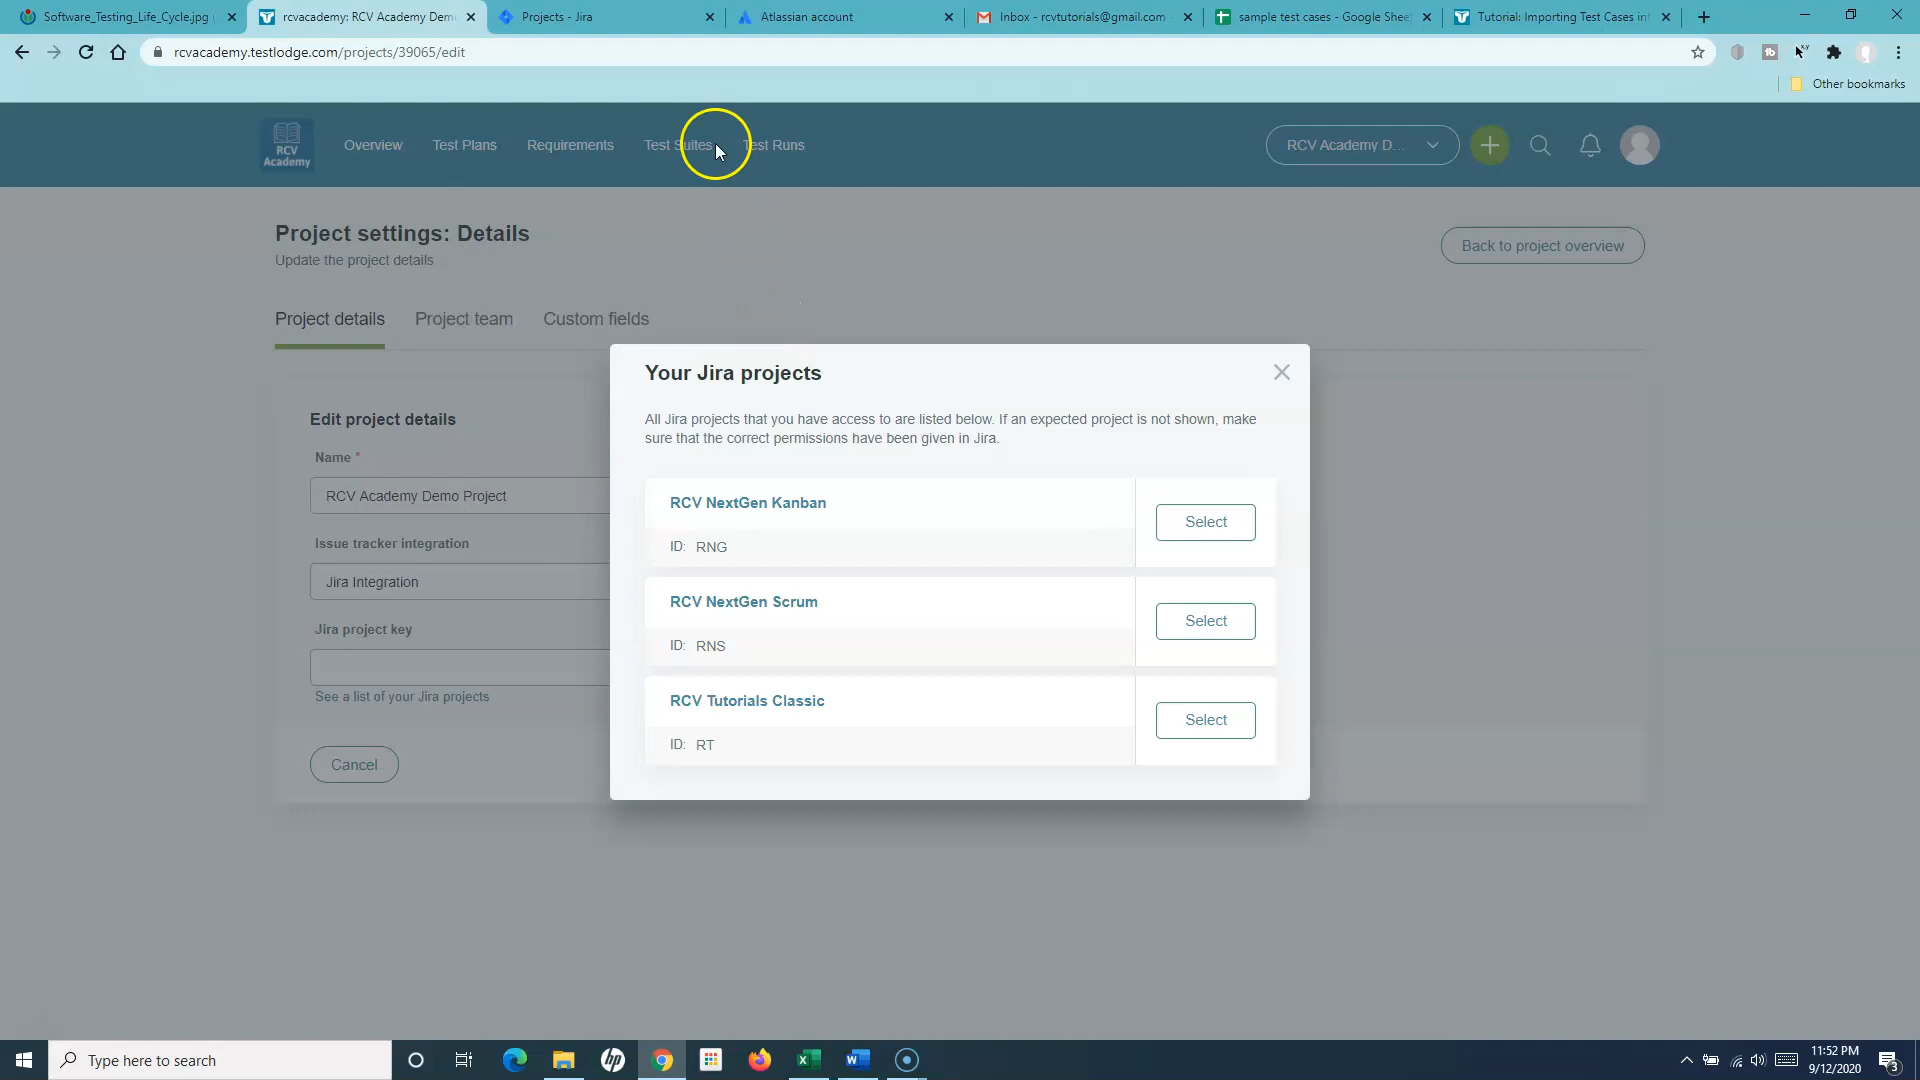 Software_Testing_Life_Cycle.jpg
rcvacademy: RCV Academy Dem
Projects - Jira
Atlassian account
Inbox - rcvtutorials@gmail.com
sample test cases - Google Sheet
Tutorial: Importing Test Cases in
rcvacademy.testlodge.com/projects/39065/edit
Other bookmarks
RCV
Academy
Overview
Test Plans
Requirements
Test Suites
Test Runs
RCV Academy D...
Project settings: Details
Update the project details
Back to project overview
Project details
Project team
Custom fields
Edit project details
Name *
RCV Academy Demo Project
Issue tracker integration
Jira Integration
Jira project key
See a list of your Jira projects
Cancel
Your Jira projects
All Jira projects that you have access to are listed below. If an expected project is not shown, make
sure that the correct permissions have been given in Jira.
RCV NextGen Kanban
ID: RNG
Select
RCV NextGen Scrum
ID: RNS
Select
RCV Tutorials Classic
ID: RT
Select
Type here to search
11:52 PM
9/12/2020
3